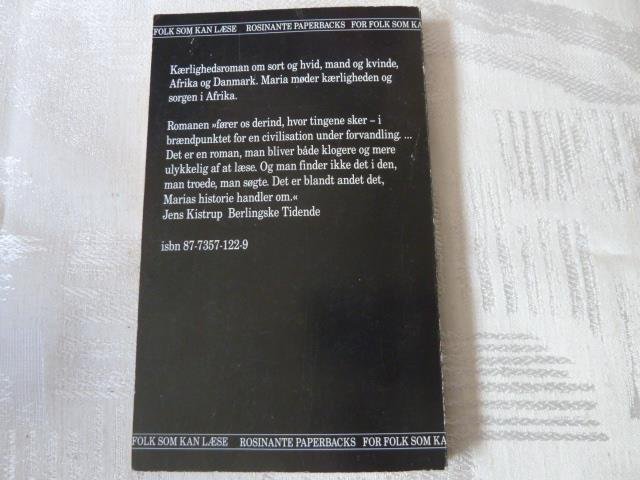 FOLK SOM KAN LÆSE ROSINANTE PAPERBACKS FOR FOLK SOM KAN
Kærlighedsroman om sort og hvid, mand og kvinde,
Afrika og Danmark. Maria møder kærligheden og
sorgen i Afrika.
Romanen »fører os derind, hvor tingene sker – i
brændpunktet for en civilisation under forvandling. ...
Det er en roman, man bliver både klogere og mere
ulykkelig af at læse. Og man finder ikke det i den,
man troede, man søgte. Det er blandt andet det,
Marias historie handler om.«
Jens Kistrup Berlingske Tidende
isbn 87-7357-122-9
FOLK SOM KAN LÆSE ROSINANTE PAPERBACKS FOR FOLK SOM KAN